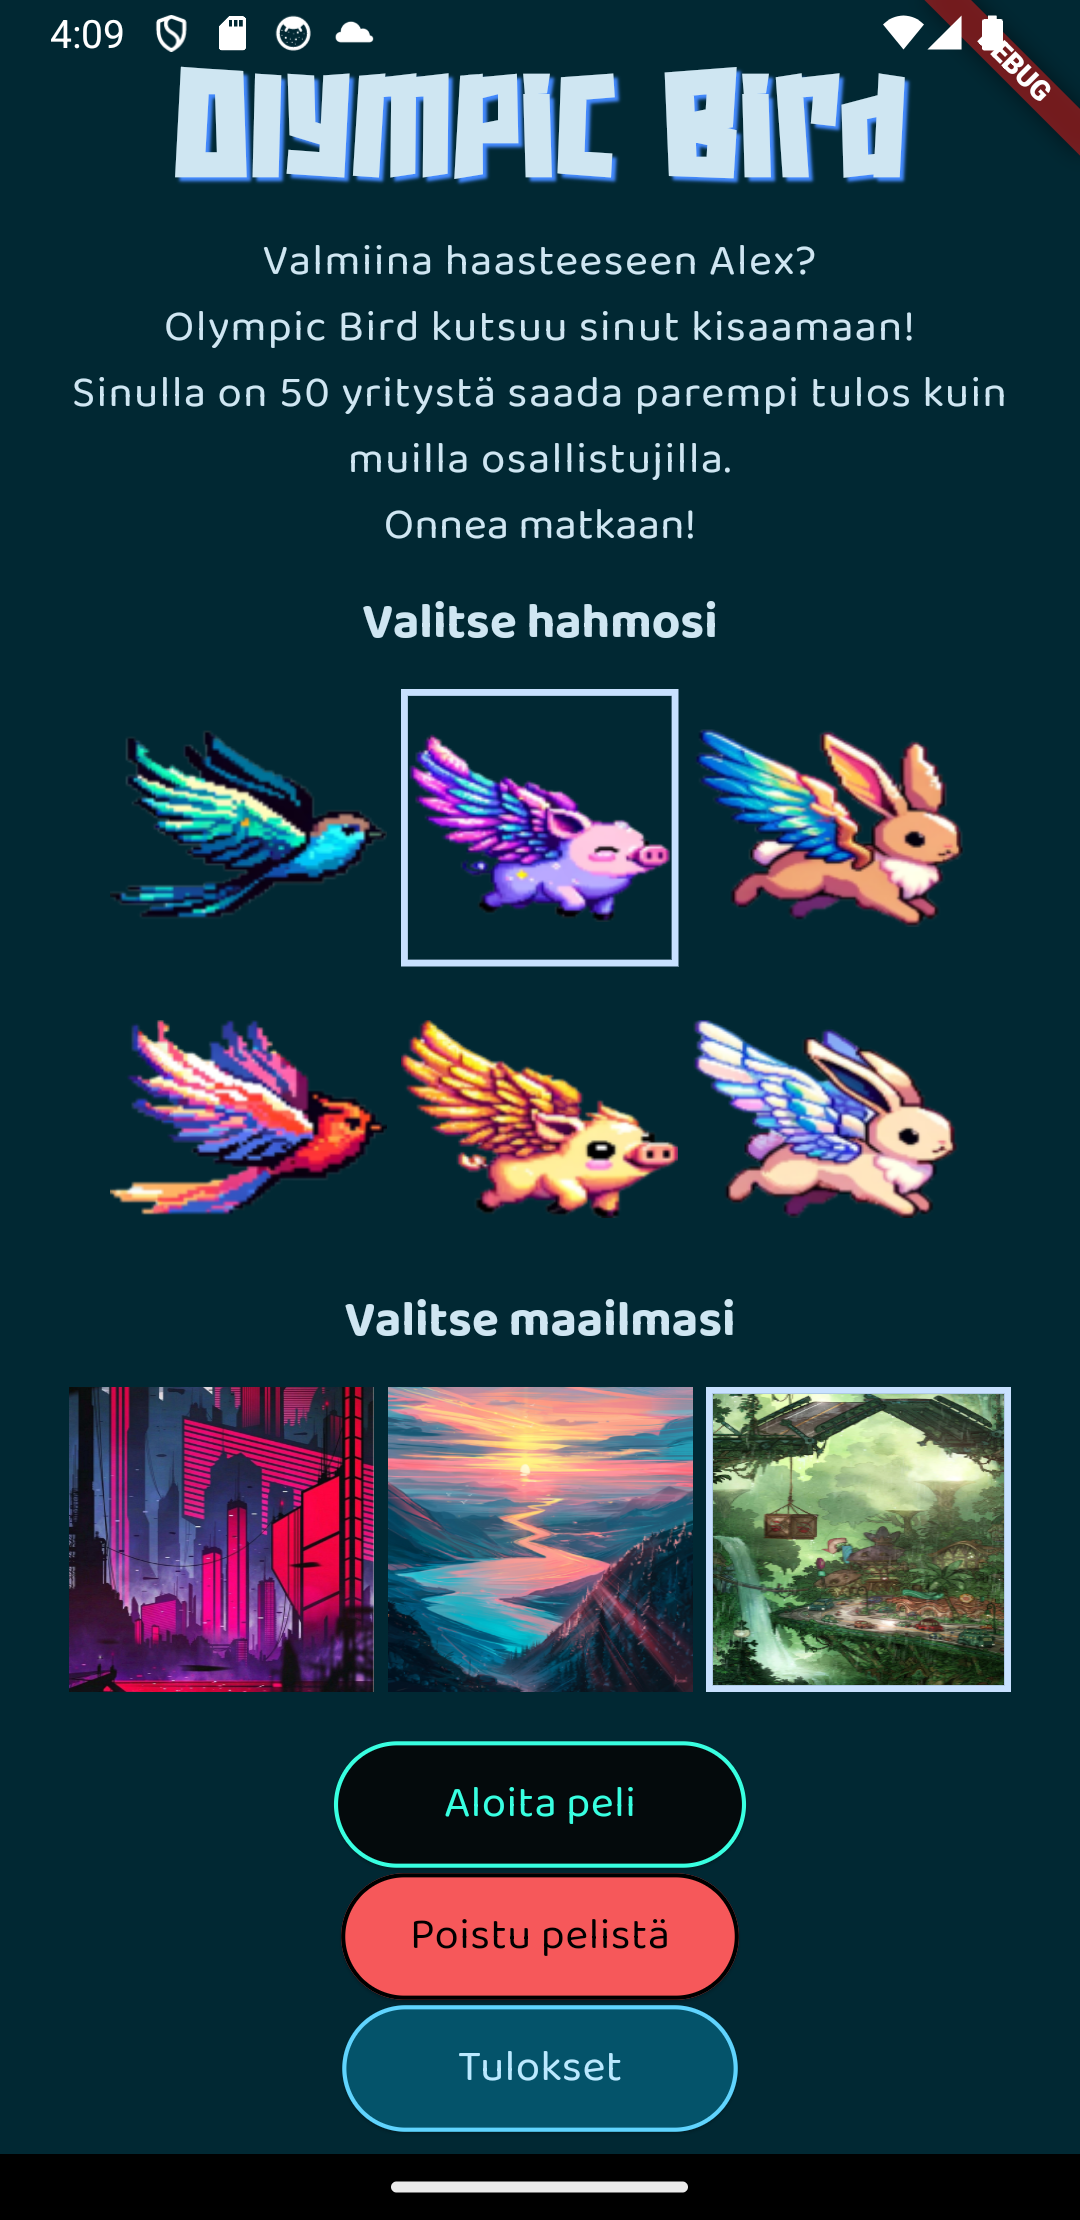 4:09
DEBUG
Olympic Bird
Valmiina haasteeseen Alex?
Olympic Bird kutsuu sinut kisaamaan!
Sinulla on 50 yritystä saada parempi tulos kuin
muilla osallistujilla.
Onnea matkaan!
Valitse hahmosi
Valitse maailmasi
Aloita peli
Poistu pelistä
Tulokset